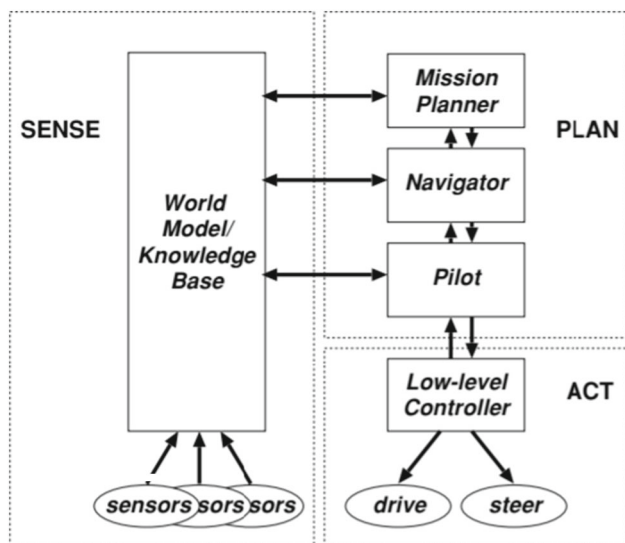 SENSE
World
Model/
Knowledge
Base
sensors
sors
sors
Mission
Planner
PLAN
Navigator
Pilot
Low-level
Controller
ACT
drive
steer